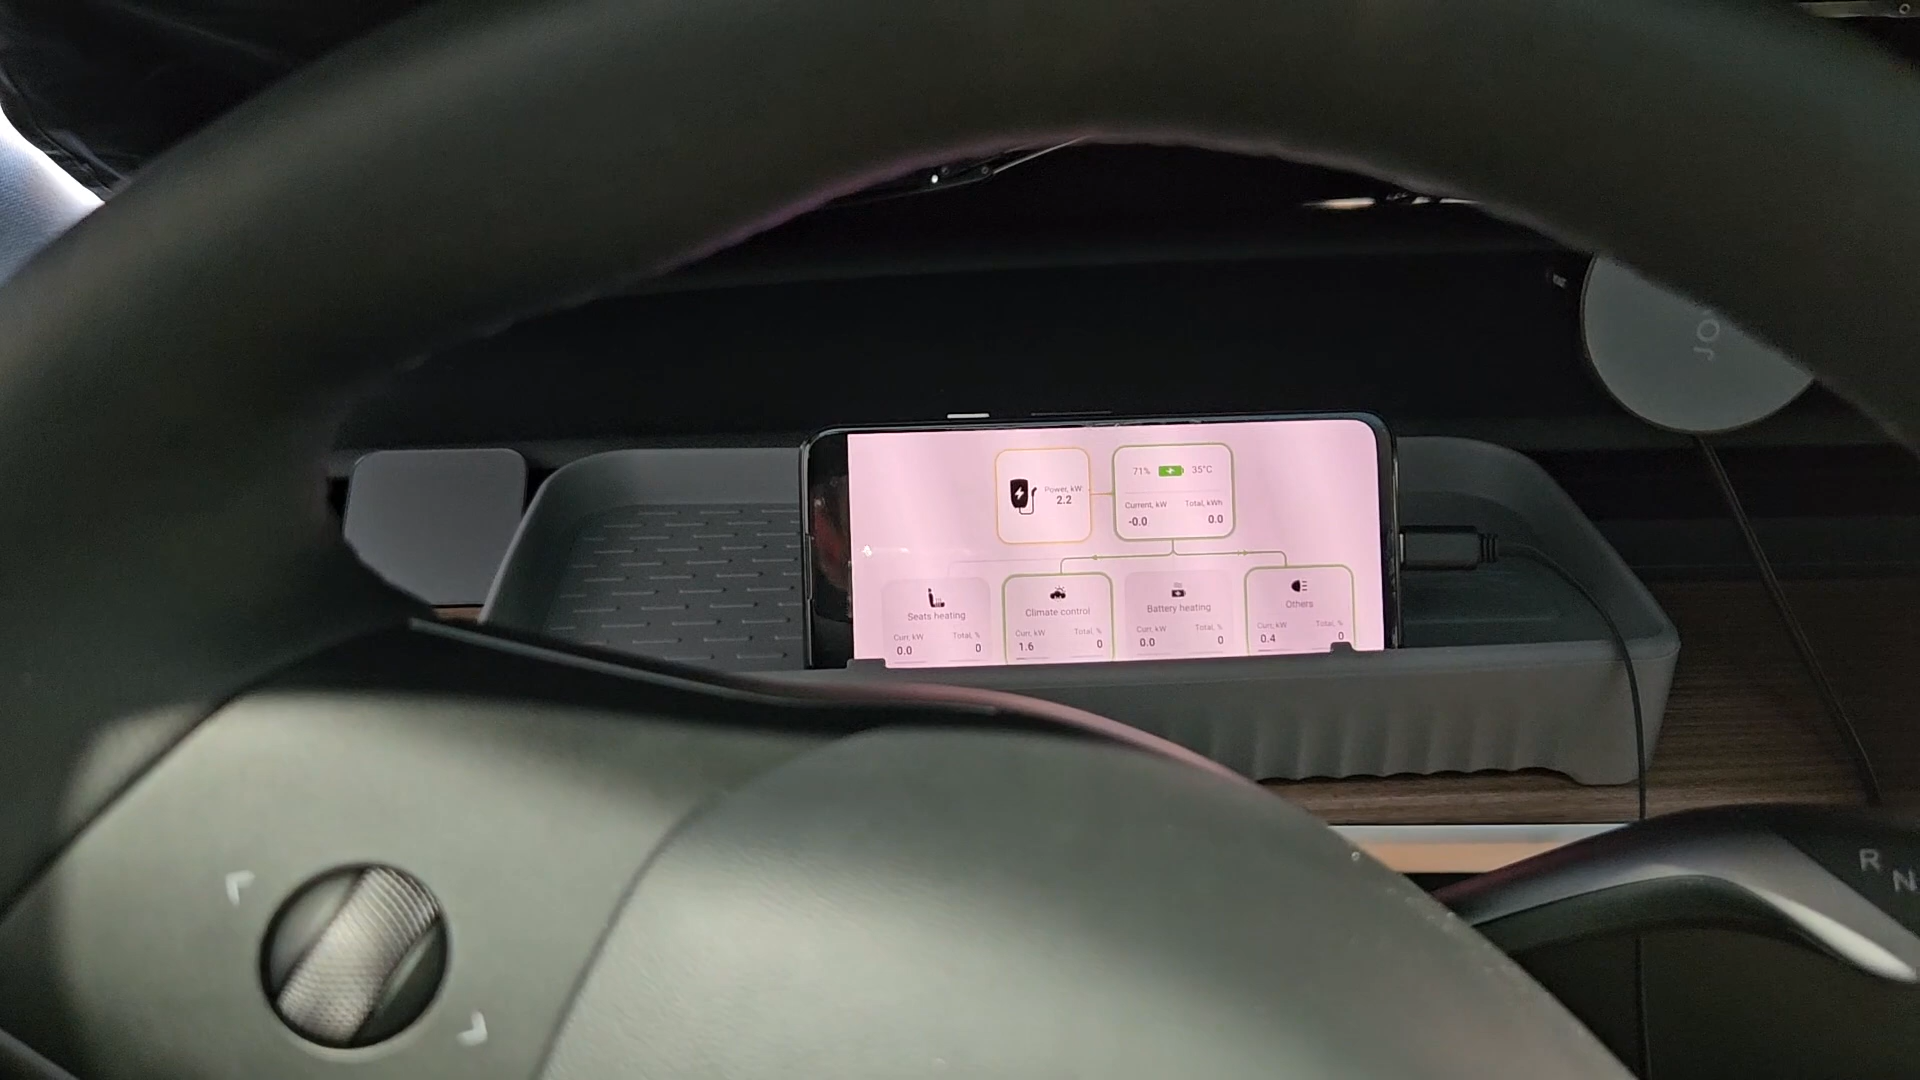 71% 35°C
Power, kW
2.2
Current, kW Total, kWh
-0.0 0.0
Seats heating
Curr, kW Total, %
0.0 0
Climate control
Curr, kW Total, %
1.6 0
Battery heating
Curr, kW Total, %
0.0 0
Others
Curr, kW Total, %
0.4 0
R
N